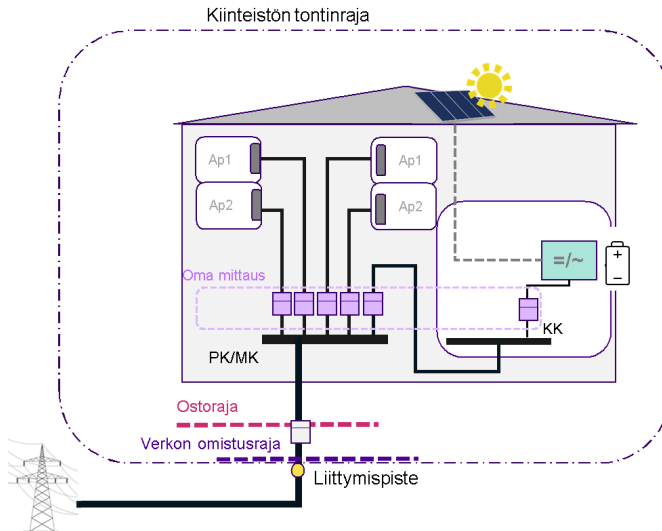 Kiinteistön tontinraja
Ap1
Ap1
Ap2
Ap2
=/~
+
−
Oma mittaus
KK
PK/MK
Ostoraja
Verkon omistusraja
Liittymispiste